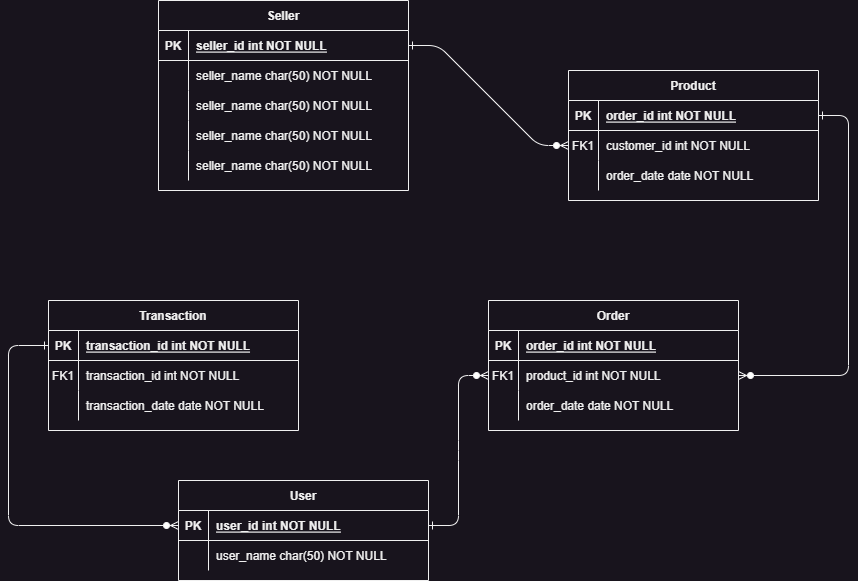 Seller
PK seller_id int NOT NULL
seller_name char(50) NOT NULL
seller_name char(50) NOT NULL
seller_name char(50) NOT NULL
seller_name char(50) NOT NULL
Product
PK order_id int NOT NULL
FK1 customer_id int NOT NULL
order_date date NOT NULL
Transaction
PK transaction_id int NOT NULL
FK1 transaction_id int NOT NULL
transaction_date date NOT NULL
Order
PK order_id int NOT NULL
FK1 product_id int NOT NULL
order_date date NOT NULL
User
PK user_id int NOT NULL
user_name char(50) NOT NULL